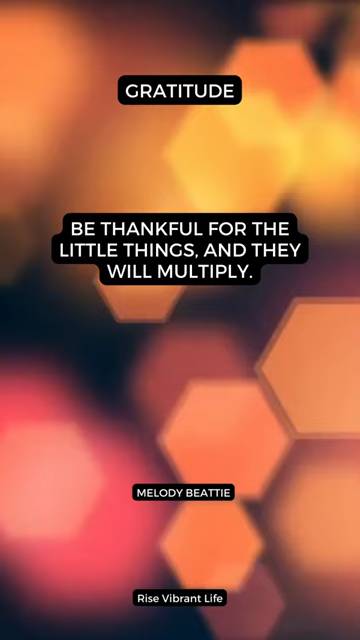 GRATITUDE
BE THANKFUL FOR THE
LITTLE THINGS, AND THEY
WILL MULTIPLY.
MELODY BEATTIE
Rise Vibrant Life